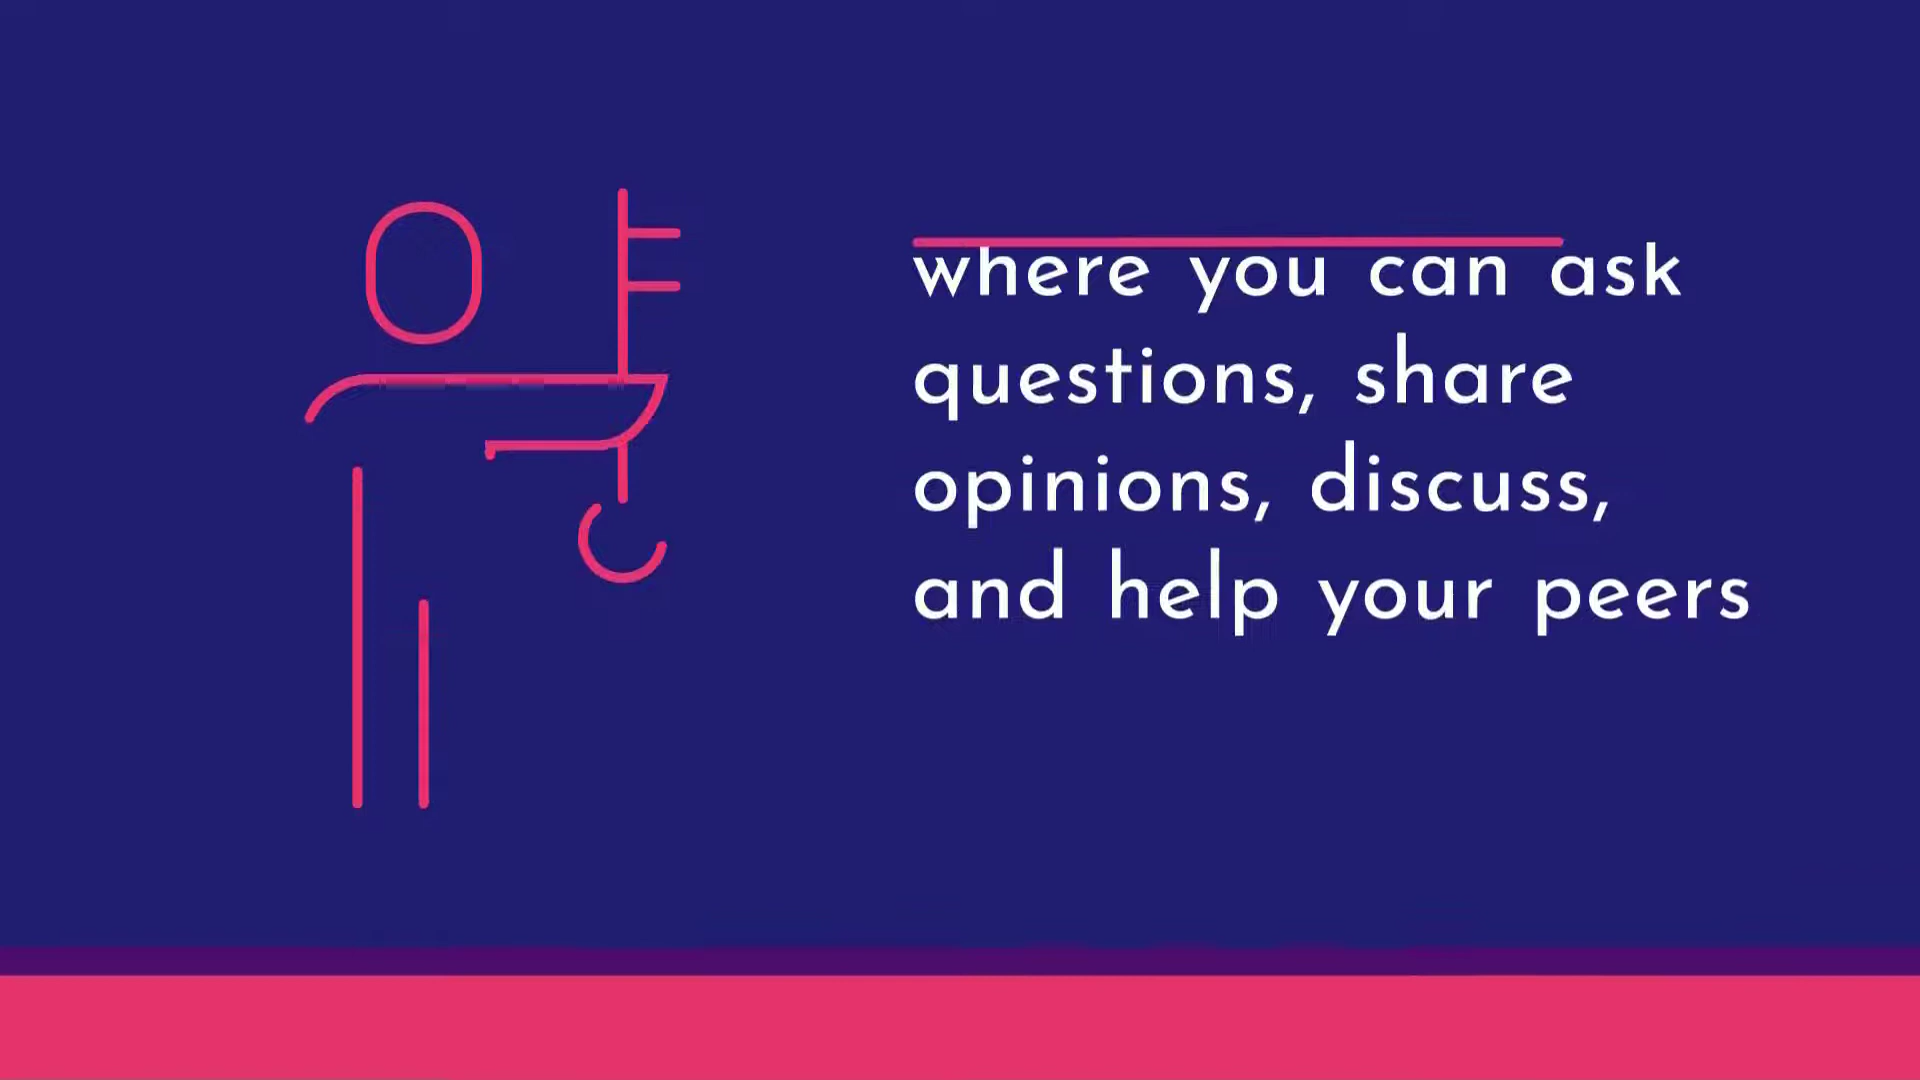 where you can ask
questions, share
opinions, discuss,
and help your peers